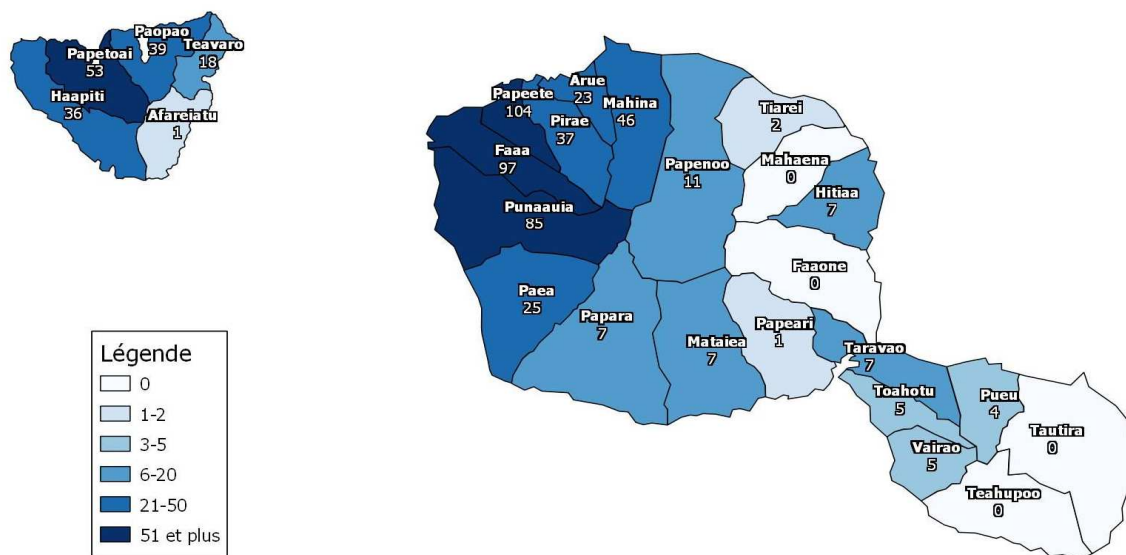 Paopao
39
Teavaro
18
Papetoai
53
Haapiti
36
Afareiatu
1
Arue
23
Papeete
104
Mahina
46
Pirae
37
Faaa
97
Punaauia
85
Papenoo
11
Tiarei
2
Mahaena
0
Hitiaa
7
Faaone
0
Paea
25
Papara
7
Mataiea
7
Papeari
1
Taravao
7
Toahotu
5
Pueu
4
Vairao
5
Tautira
0
Teahupoo
0
Légende
0
1-2
3-5
6-20
21-50
51 et plus